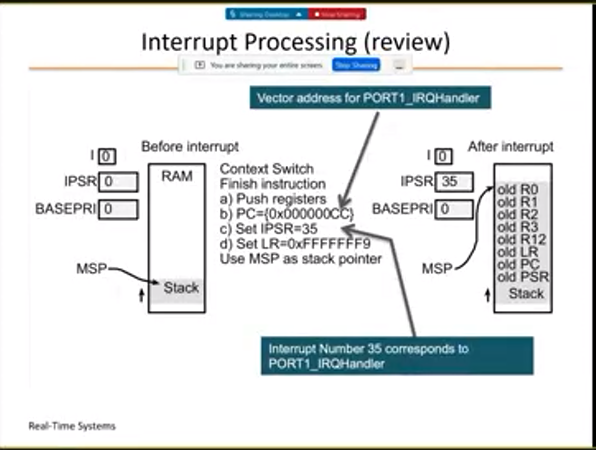 Sharing Desktop
Stop Sharing
Interrupt Processing (review)
You are sharing your entire screen.
Stop Sharing
Vector address for PORT1_IRQHandler
Before interrupt
I 0
IPSR 0
BASEPRI 0
MSP
RAM
Stack
Context Switch
Finish instruction
a) Push registers
b) PC={0x000000CC}
c) Set IPSR=35
d) Set LR=0xFFFFFFF9
Use MSP as stack pointer
After interrupt
I 0
IPSR 35
BASEPRI 0
MSP
old R0
old R1
old R2
old R3
old R12
old LR
old PC
old PSR
Stack
Interrupt Number 35 corresponds to
PORT1_IRQHandler
Real-Time Systems